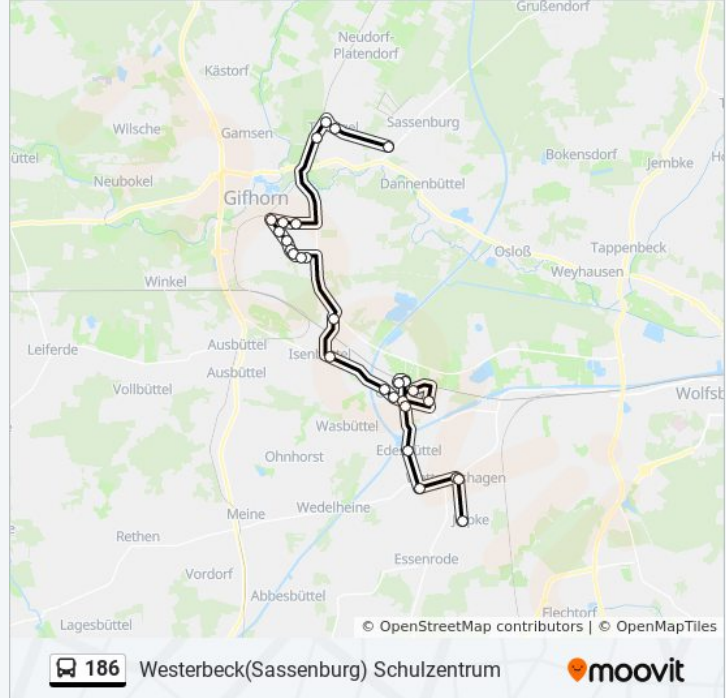 Grußendorf
Neudorf-
Platendorf
Kästorf
Wilsche
Gamsen
Sassenburg
Bokensdorf
Jembke
üttel
Neubokel
Dannenbüttel
Gifhorn
Osloß
Tappenbeck
Weyhausen
Winkel
Leiferde
Ausbüttel
Ausbüttel
Vollbüttel
Wolfsb
Wasbüttel
Ohnhorst
hagen
Meine
Wedelheine
Rethen
Essenrode
Vordorf
Abbesbüttel
Lagesbüttel
Flechtorf
© OpenStreetMap contributors | © OpenMapTiles
186 Westerbeck(Sassenburg) Schulzentrum
moovit